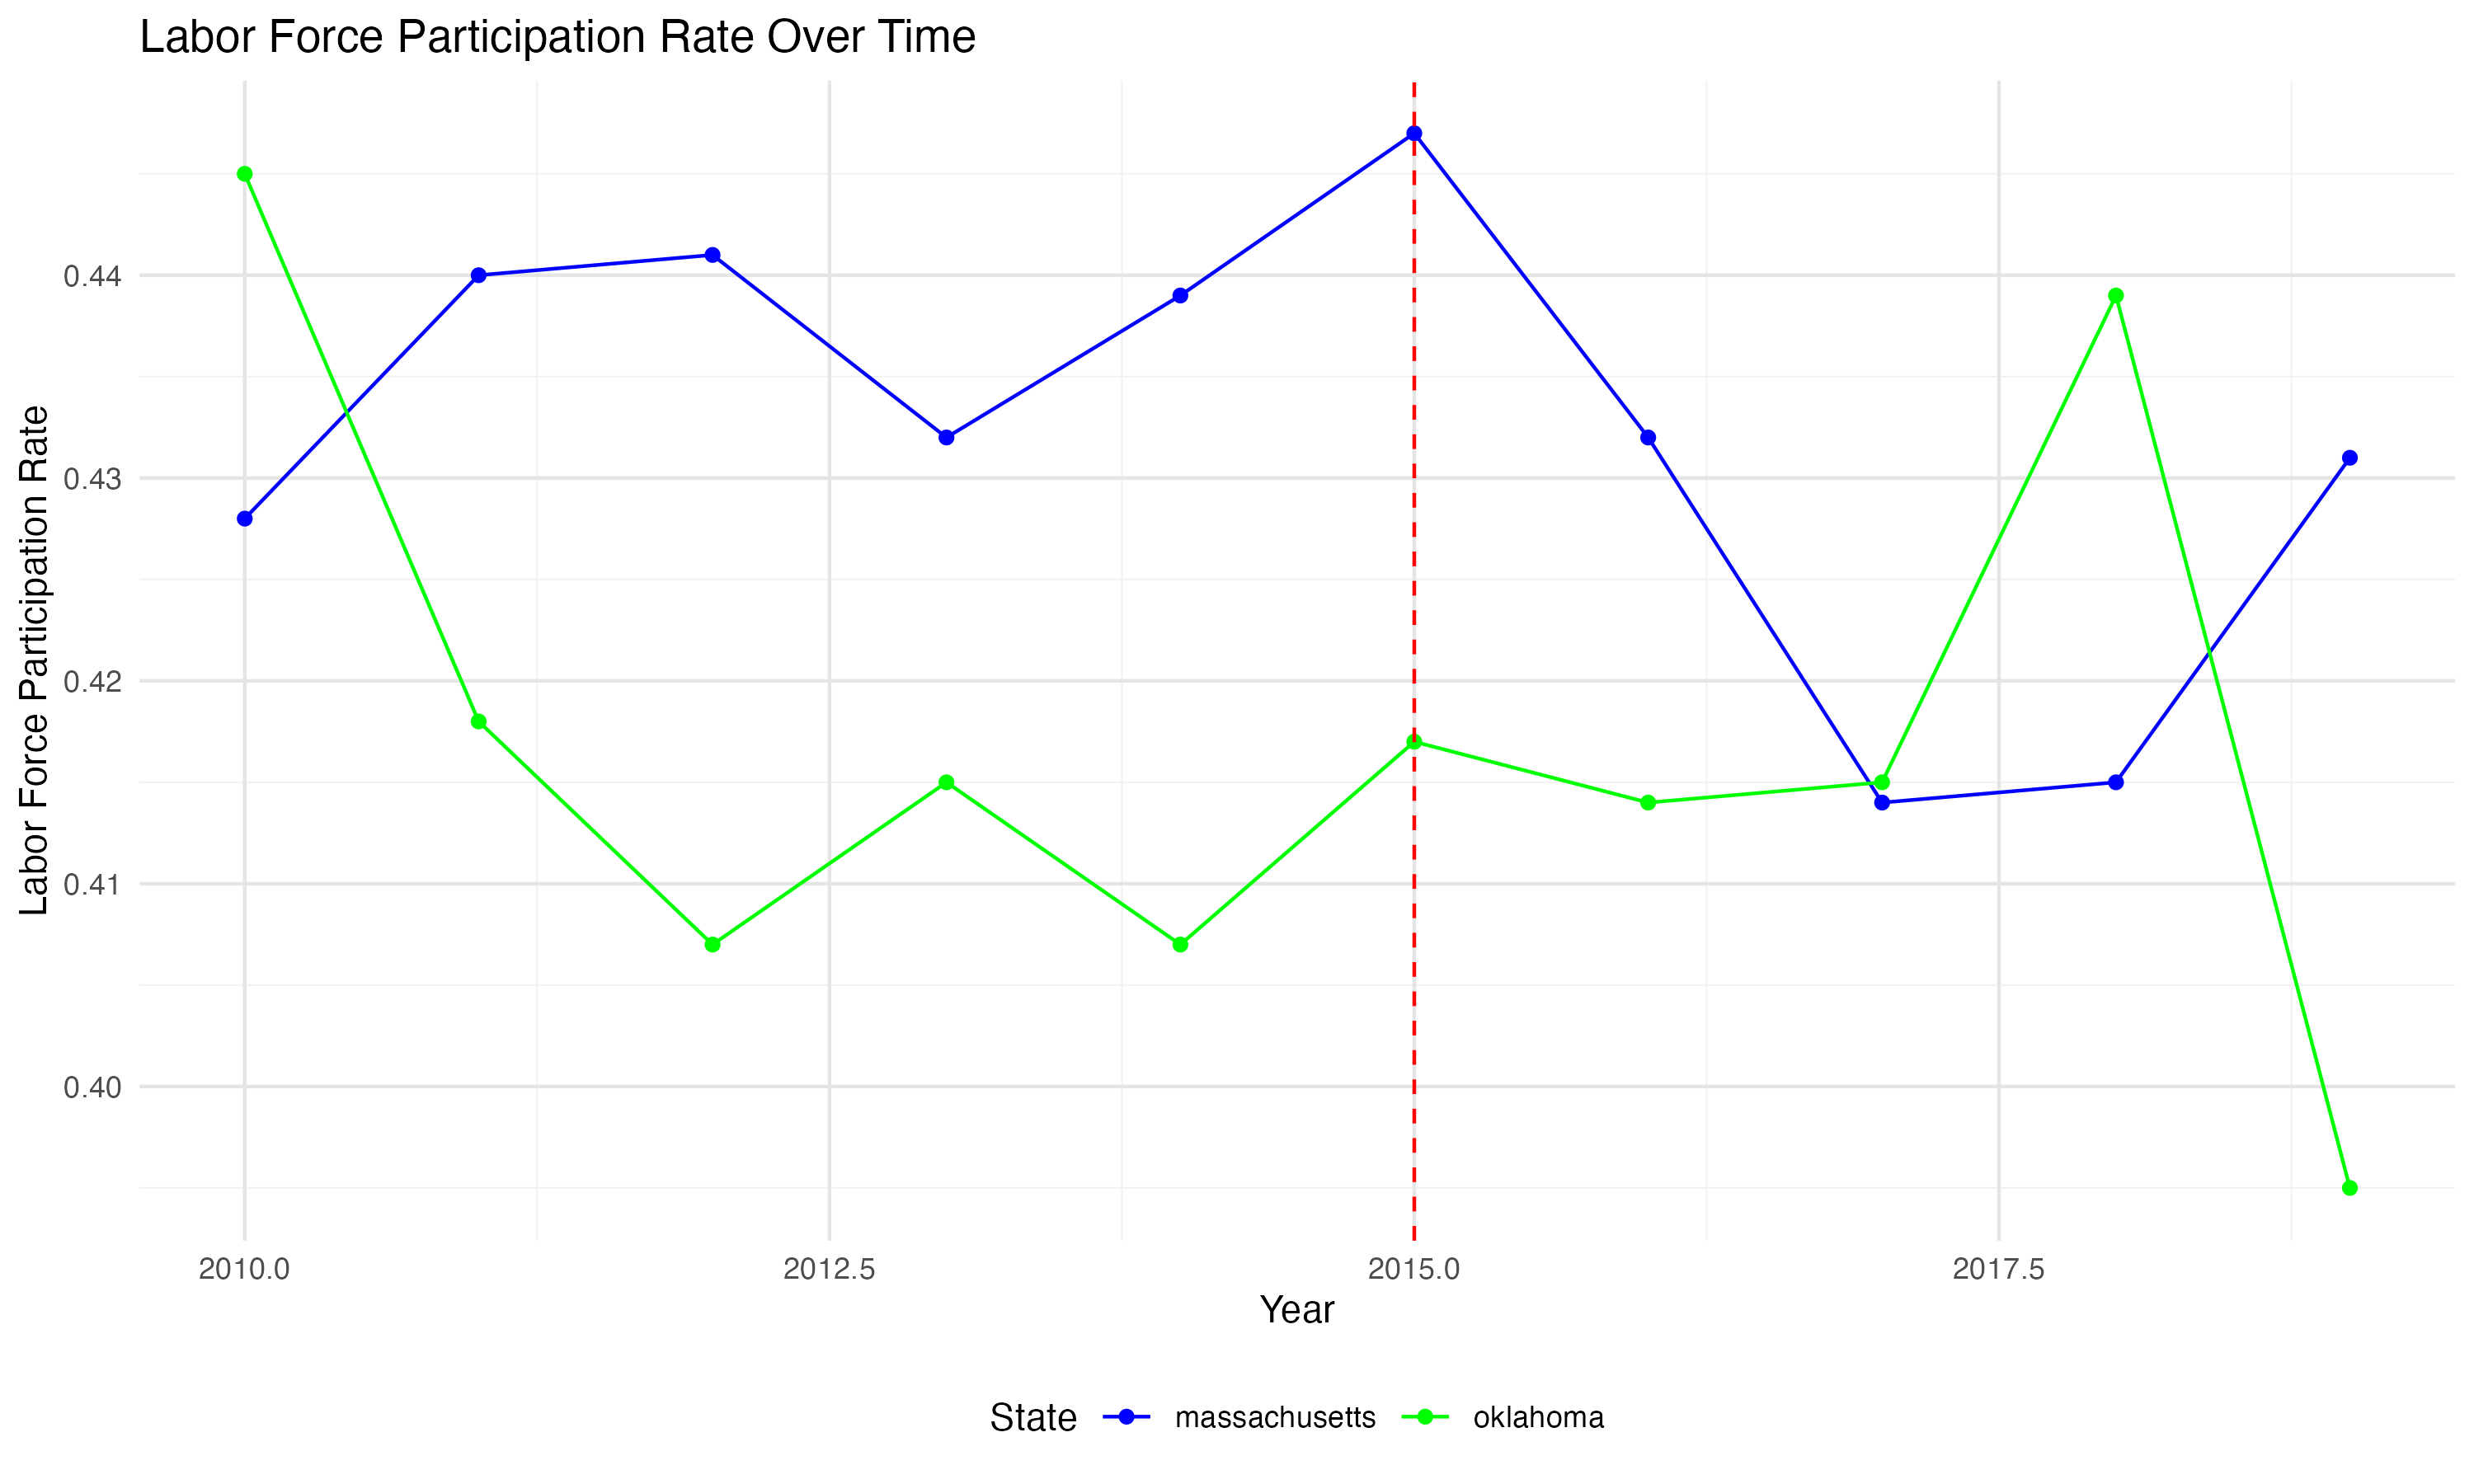 Labor Force Participation Rate Over Time
Labor Force Participation Rate
0.44
0.43
0.42
0.41
0.40
2010.0 2012.5 2015.0 2017.5
Year
State massachusetts oklahoma